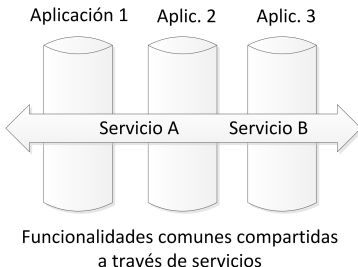 Aplicación 1 Aplic. 2 Aplic. 3
Servicio A Servicio B
Funcionalidades comunes compartidas
a través de servicios